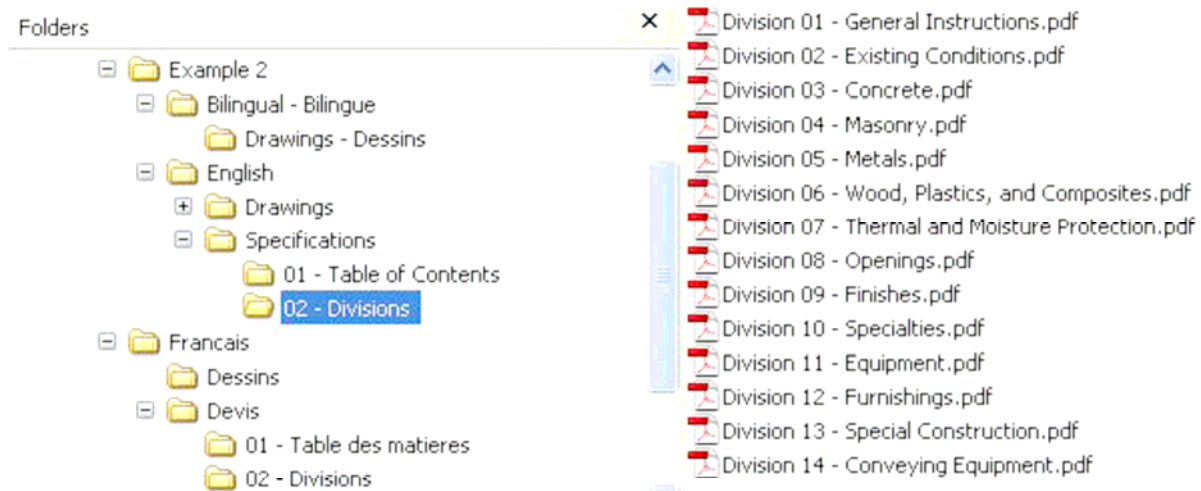 Folders
Example 2
Bilingual - Bilingue
Drawings - Dessins
English
Drawings
Specifications
01 - Table of Contents
02 - Divisions
Francais
Dessins
Devis
01 - Table des matieres
02 - Divisions
Division 01 - General Instructions.pdf
Division 02 - Existing Conditions.pdf
Division 03 - Concrete.pdf
Division 04 - Masonry.pdf
Division 05 - Metals.pdf
Division 06 - Wood, Plastics, and Composites.pdf
Division 07 - Thermal and Moisture Protection.pdf
Division 08 - Openings.pdf
Division 09 - Finishes.pdf
Division 10 - Specialties.pdf
Division 11 - Equipment.pdf
Division 12 - Furnishings.pdf
Division 13 - Special Construction.pdf
Division 14 - Conveying Equipment.pdf